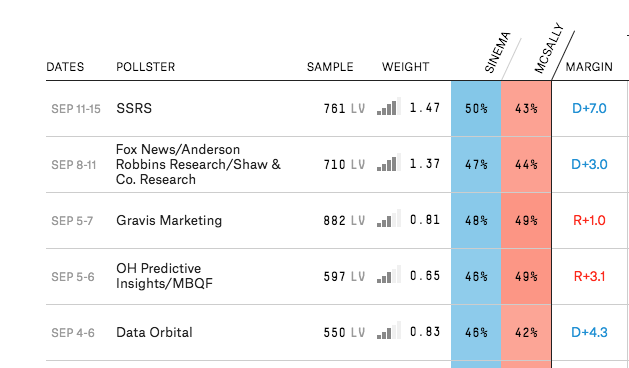 DATES POLLSTER SAMPLE WEIGHT SINEMA MCSALLY MARGIN
SEP 11-15 SSRS 761 LV 1.47 50% 43% D+7.0
Fox News/Anderson
SEP 8-11 Robbins Research/Shaw & 710 LV 1.37 47% 44% D+3.0
Co. Research
SEP 5-7 Gravis Marketing 882 LV 0.81 48% 49% R+1.0
OH Predictive
SEP 5-6 597 LV 0.65 46% 49% R+3.1
Insights/MBQF
SEP 4-6 Data Orbital 550 LV 0.83 46% 42% D+4.3